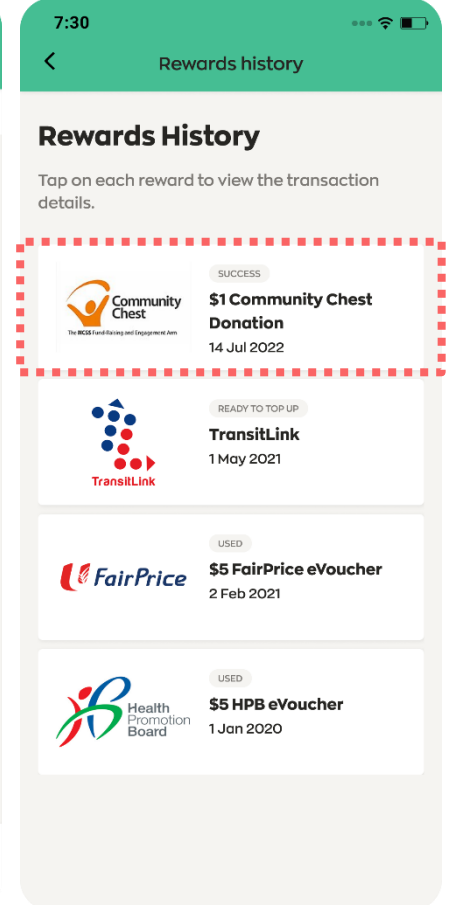 7:30
Rewards history
Rewards History
Tap on each reward to view the transaction
details.
SUCCESS
$1 Community Chest
Donation
14 Jul 2022
Community
Chest
The NCSS Fund-Raising and Engagement Arm
READY TO TOP UP
TransitLink
1 May 2021
TransitLink
USED
$5 FairPrice eVoucher
2 Feb 2021
FairPrice
USED
$5 HPB eVoucher
1 Jan 2020
Health
Promotion
Board